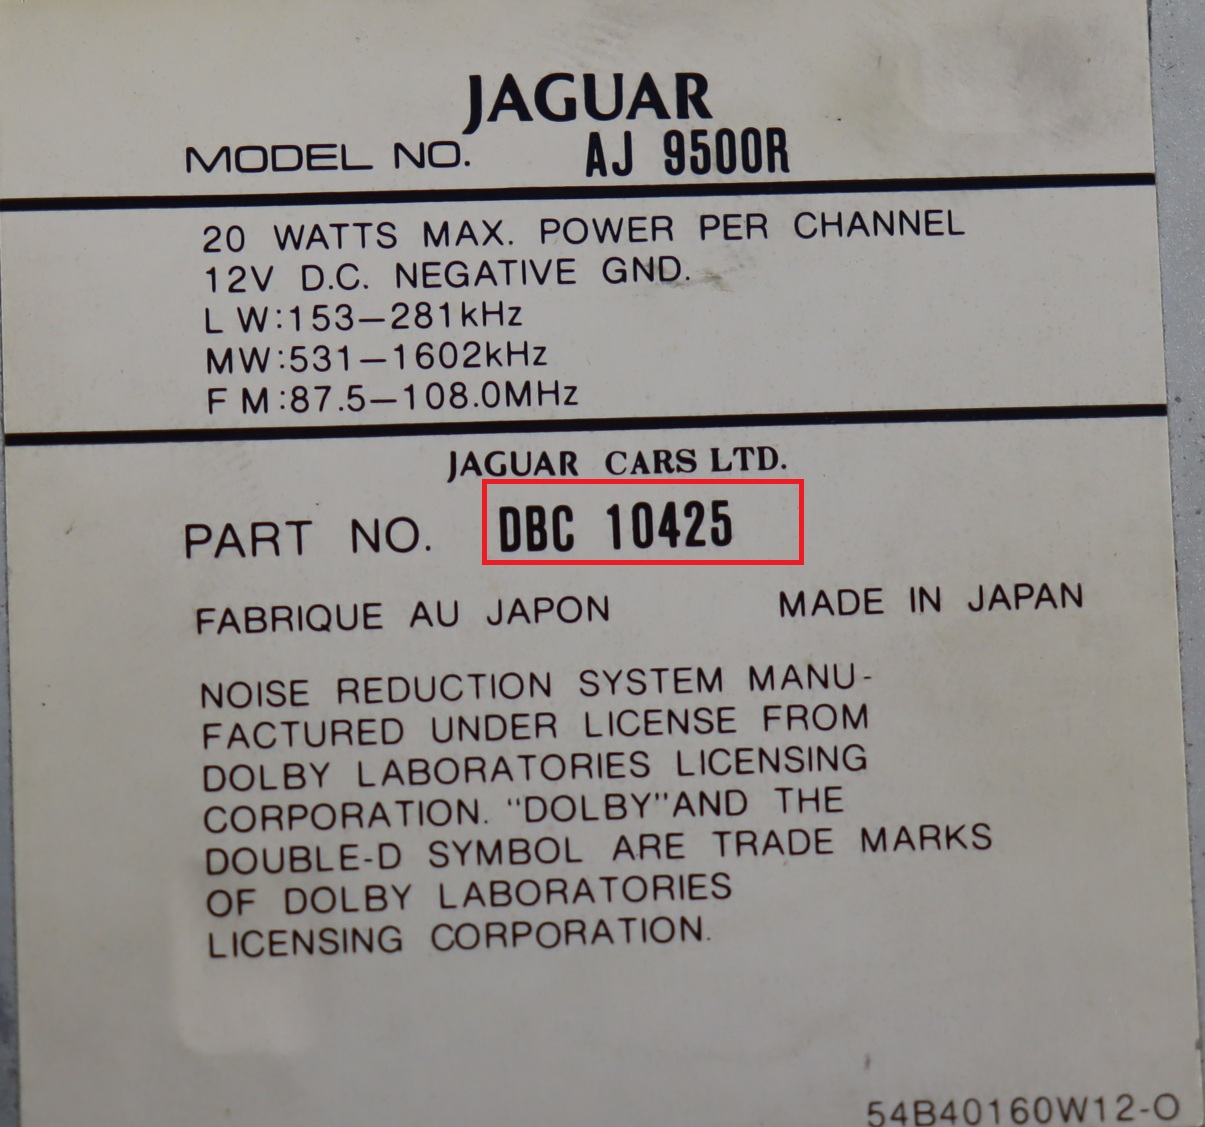 JAGUAR
MODEL NO. AJ 9500R
20 WATTS MAX. POWER PER CHANNEL
12V D.C. NEGATIVE GND.
L W:153–281kHz
MW:531–1602kHz
F M:87.5–108.0MHz
JAGUAR CARS LTD.
PART NO. DBC 10425
FABRIQUE AU JAPON MADE IN JAPAN
NOISE REDUCTION SYSTEM MANU-
FACTURED UNDER LICENSE FROM
DOLBY LABORATORIES LICENSING
CORPORATION. "DOLBY"AND THE
DOUBLE-D SYMBOL ARE TRADE MARKS
OF DOLBY LABORATORIES
LICENSING CORPORATION.
54B40160W12-O